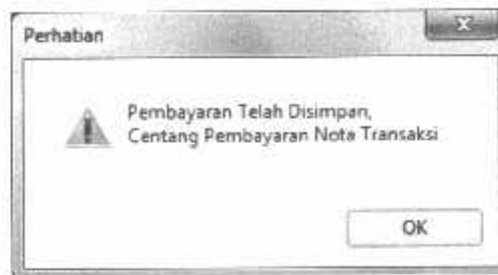 Perhatian
Pembayaran Telah Disimpan,
Centang Pembayaran Nota Transaksi
OK